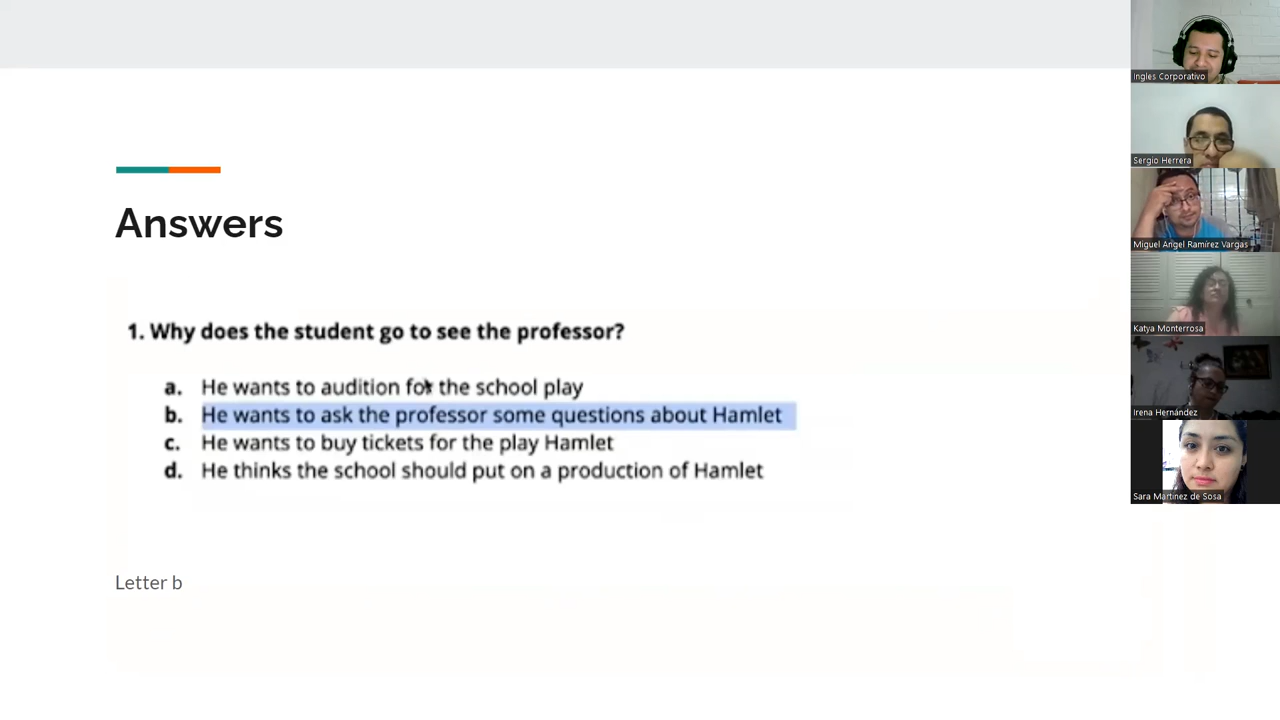 Answers
1. Why does the student go to see the professor?
a. He wants to audition for the school play
b. He wants to ask the professor some questions about Hamlet
c. He wants to buy tickets for the play Hamlet
d. He thinks the school should put on a production of Hamlet
Letter b
Ingles Corporativo
Sergio Herrera
Miguel Angel Ramírez Vargas
Katya Monterrosa
Irena Hernández
Sara Martinez de Sosa